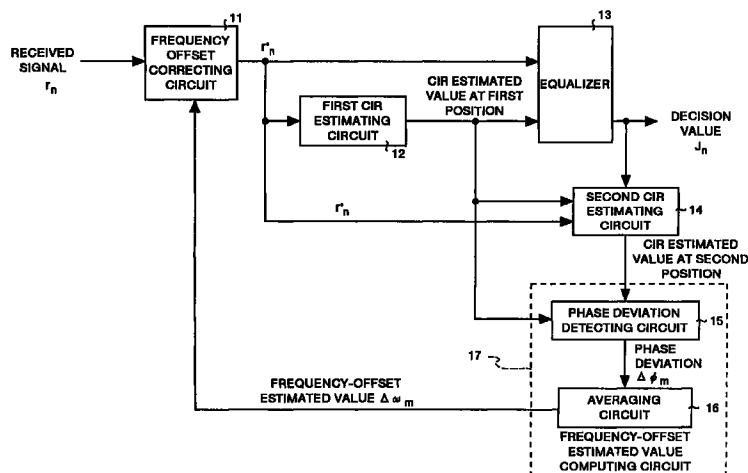 11
FREQUENCY
OFFSET
CORRECTING
CIRCUIT
RECEIVED
SIGNAL
rn
r'n
13
EQUALIZER
CIR ESTIMATED
VALUE AT FIRST
POSITION
FIRST CIR
ESTIMATING
CIRCUIT
12
DECISION
VALUE
Jn
r'n
SECOND CIR
ESTIMATING
CIRCUIT
14
CIR ESTIMATED
VALUE AT SECOND
POSITION
PHASE DEVIATION
DETECTING CIRCUIT
15
17
PHASE
DEVIATION
Δϕm
FREQUENCY-OFFSET
ESTIMATED VALUE Δωm
AVERAGING
CIRCUIT
16
FREQUENCY-OFFSET
ESTIMATED VALUE
COMPUTING CIRCUIT